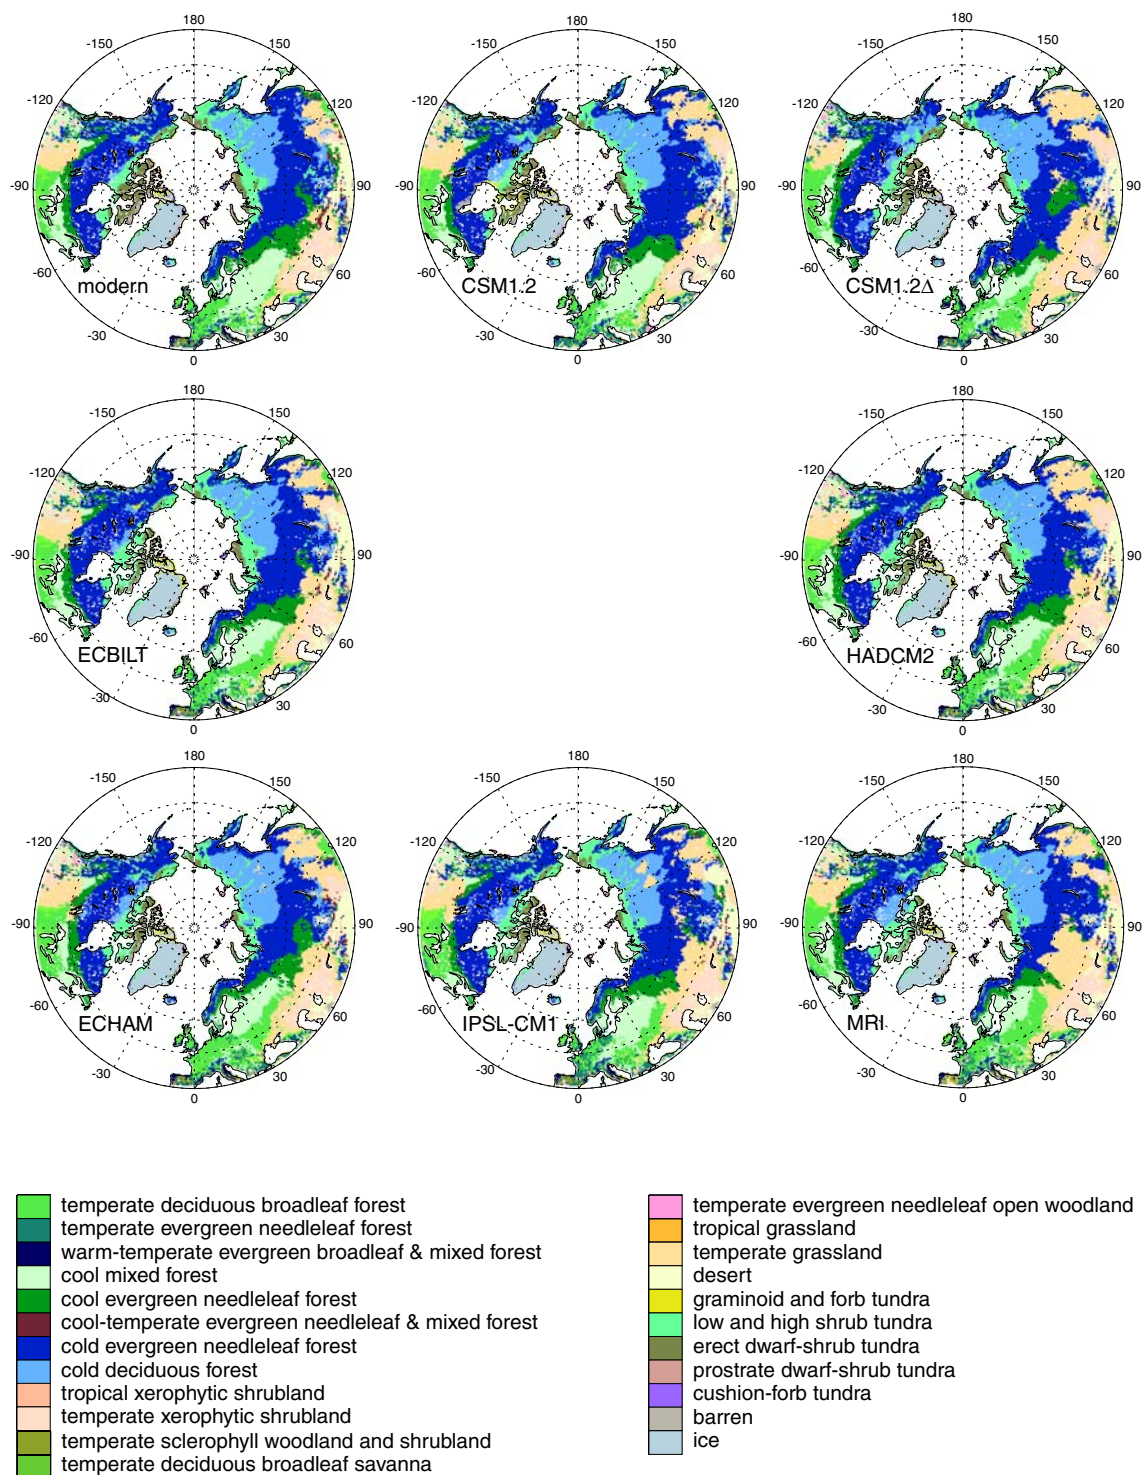 180 180 180
-150 150 -150 150 -150 150
-120 120 -120 120 -120 120
-90 90 -90 90 -90 90
-60 60 -60 60 -60 60
modern CSM1.2 CSM1.2Δ
-30 30 -30 30 -30 30
0 0 0
180 180
-150 150 -150 150
-120 120 -120 120
-90 90 -90 90
-60 60 -60 60
ECBILT HADCM2
-30 30 -30 30
0 0
180 180 180
-150 150 -150 150 -150 150
-120 120 -120 120 -120 120
-90 90 -90 90 -90 90
-60 60 -60 60 -60 60
ECHAM IPSL-CM1 MRI
-30 30 -30 30 -30 30
0 0 0
temperate deciduous broadleaf forest
temperate evergreen needleleaf forest
warm-temperate evergreen broadleaf & mixed forest
cool mixed forest
cool evergreen needleleaf forest
cool-temperate evergreen needleleaf & mixed forest
cold evergreen needleleaf forest
cold deciduous forest
tropical xerophytic shrubland
temperate xerophytic shrubland
temperate sclerophyll woodland and shrubland
temperate deciduous broadleaf savanna
temperate evergreen needleleaf open woodland
tropical grassland
temperate grassland
desert
graminoid and forb tundra
low and high shrub tundra
erect dwarf-shrub tundra
prostrate dwarf-shrub tundra
cushion-forb tundra
barren
ice